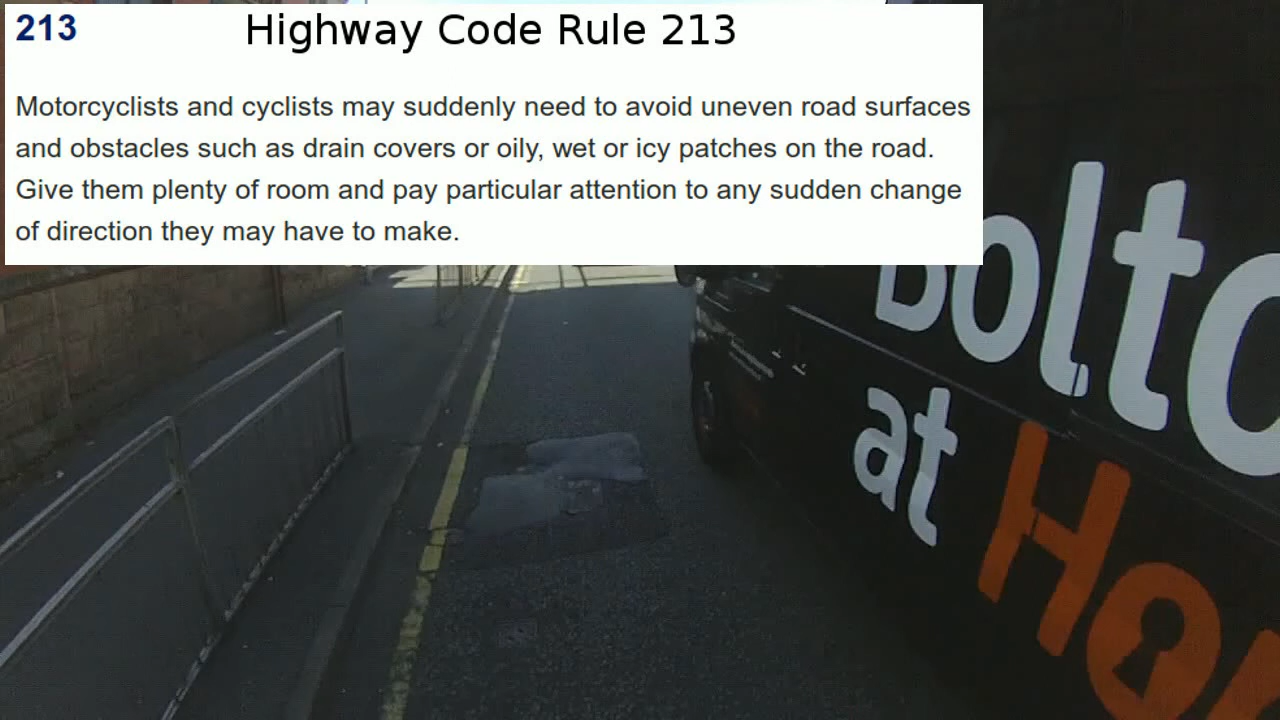 213 Highway Code Rule 213
Motorcyclists and cyclists may suddenly need to avoid uneven road surfaces
and obstacles such as drain covers or oily, wet or icy patches on the road.
Give them plenty of room and pay particular attention to any sudden change
of direction they may have to make.
Bolto
at Ho